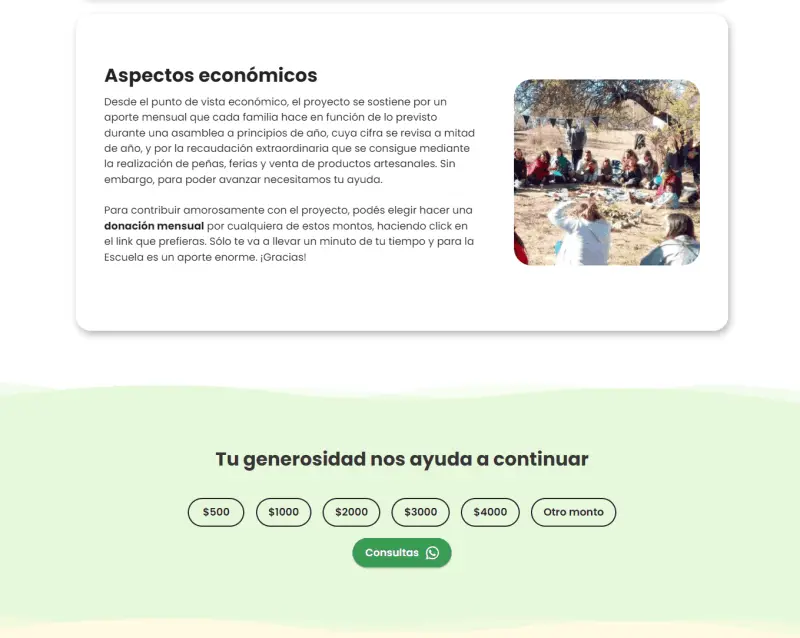 Aspectos económicos
Desde el punto de vista económico, el proyecto se sostiene por un
aporte mensual que cada familia hace en función de lo previsto
durante una asamblea a principios de año, cuya cifra se revisa a mitad
de año, y por la recaudación extraordinaria que se consigue mediante
la realización de peñas, ferias y venta de productos artesanales. Sin
embargo, para poder avanzar necesitamos tu ayuda.
Para contribuir amorosamente con el proyecto, podés elegir hacer una
donación mensual por cualquiera de estos montos, haciendo click en
el link que prefieras. Sólo te va a llevar un minuto de tu tiempo y para la
Escuela es un aporte enorme. ¡Gracias!
Tu generosidad nos ayuda a continuar
$500 $1000 $2000 $3000 $4000 Otro monto
Consultas